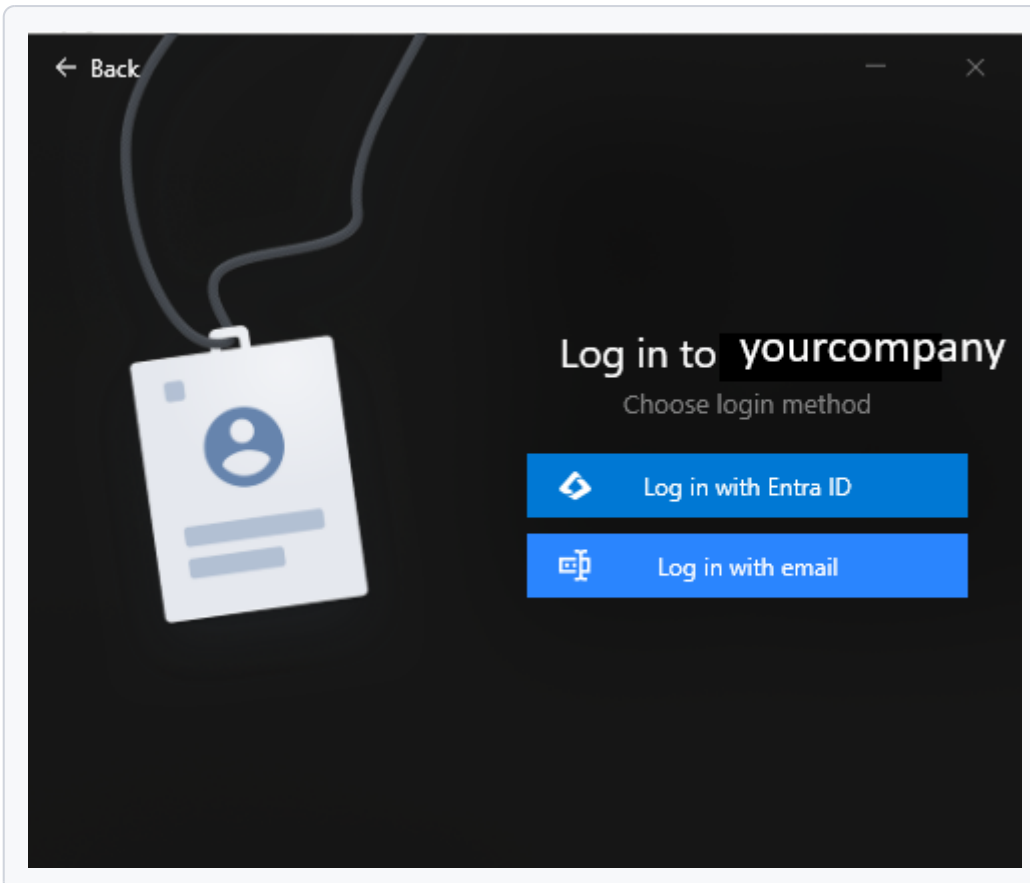 Back
Log in to yourcompany
Choose login method
Log in with Entra ID
Log in with email